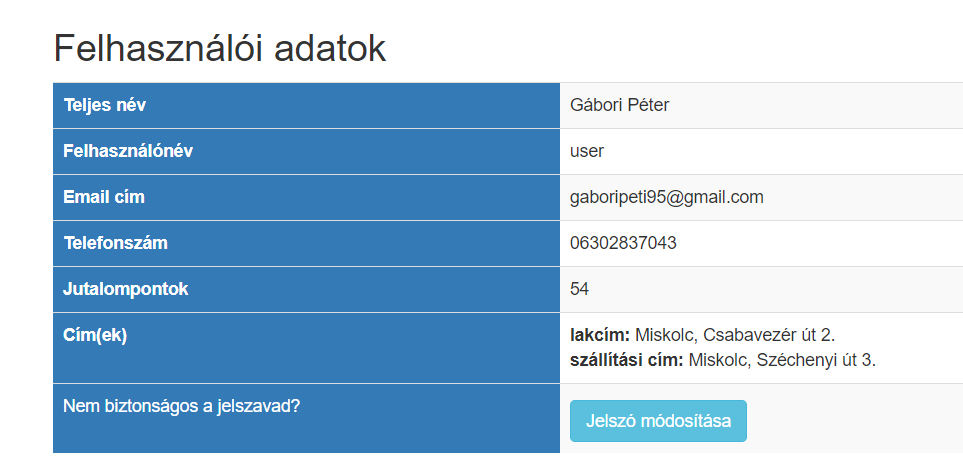 Felhasználói adatok
Teljes név Gábori Péter
Felhasználónév user
Email cím gaboripeti95@gmail.com
Telefonszám 06302837043
Jutalompontok 54
Cím(ek) lakcím: Miskolc, Csabavezér út 2.
szállítási cím: Miskolc, Széchenyi út 3.
Nem biztonságos a jelszavad? Jelszó módosítása